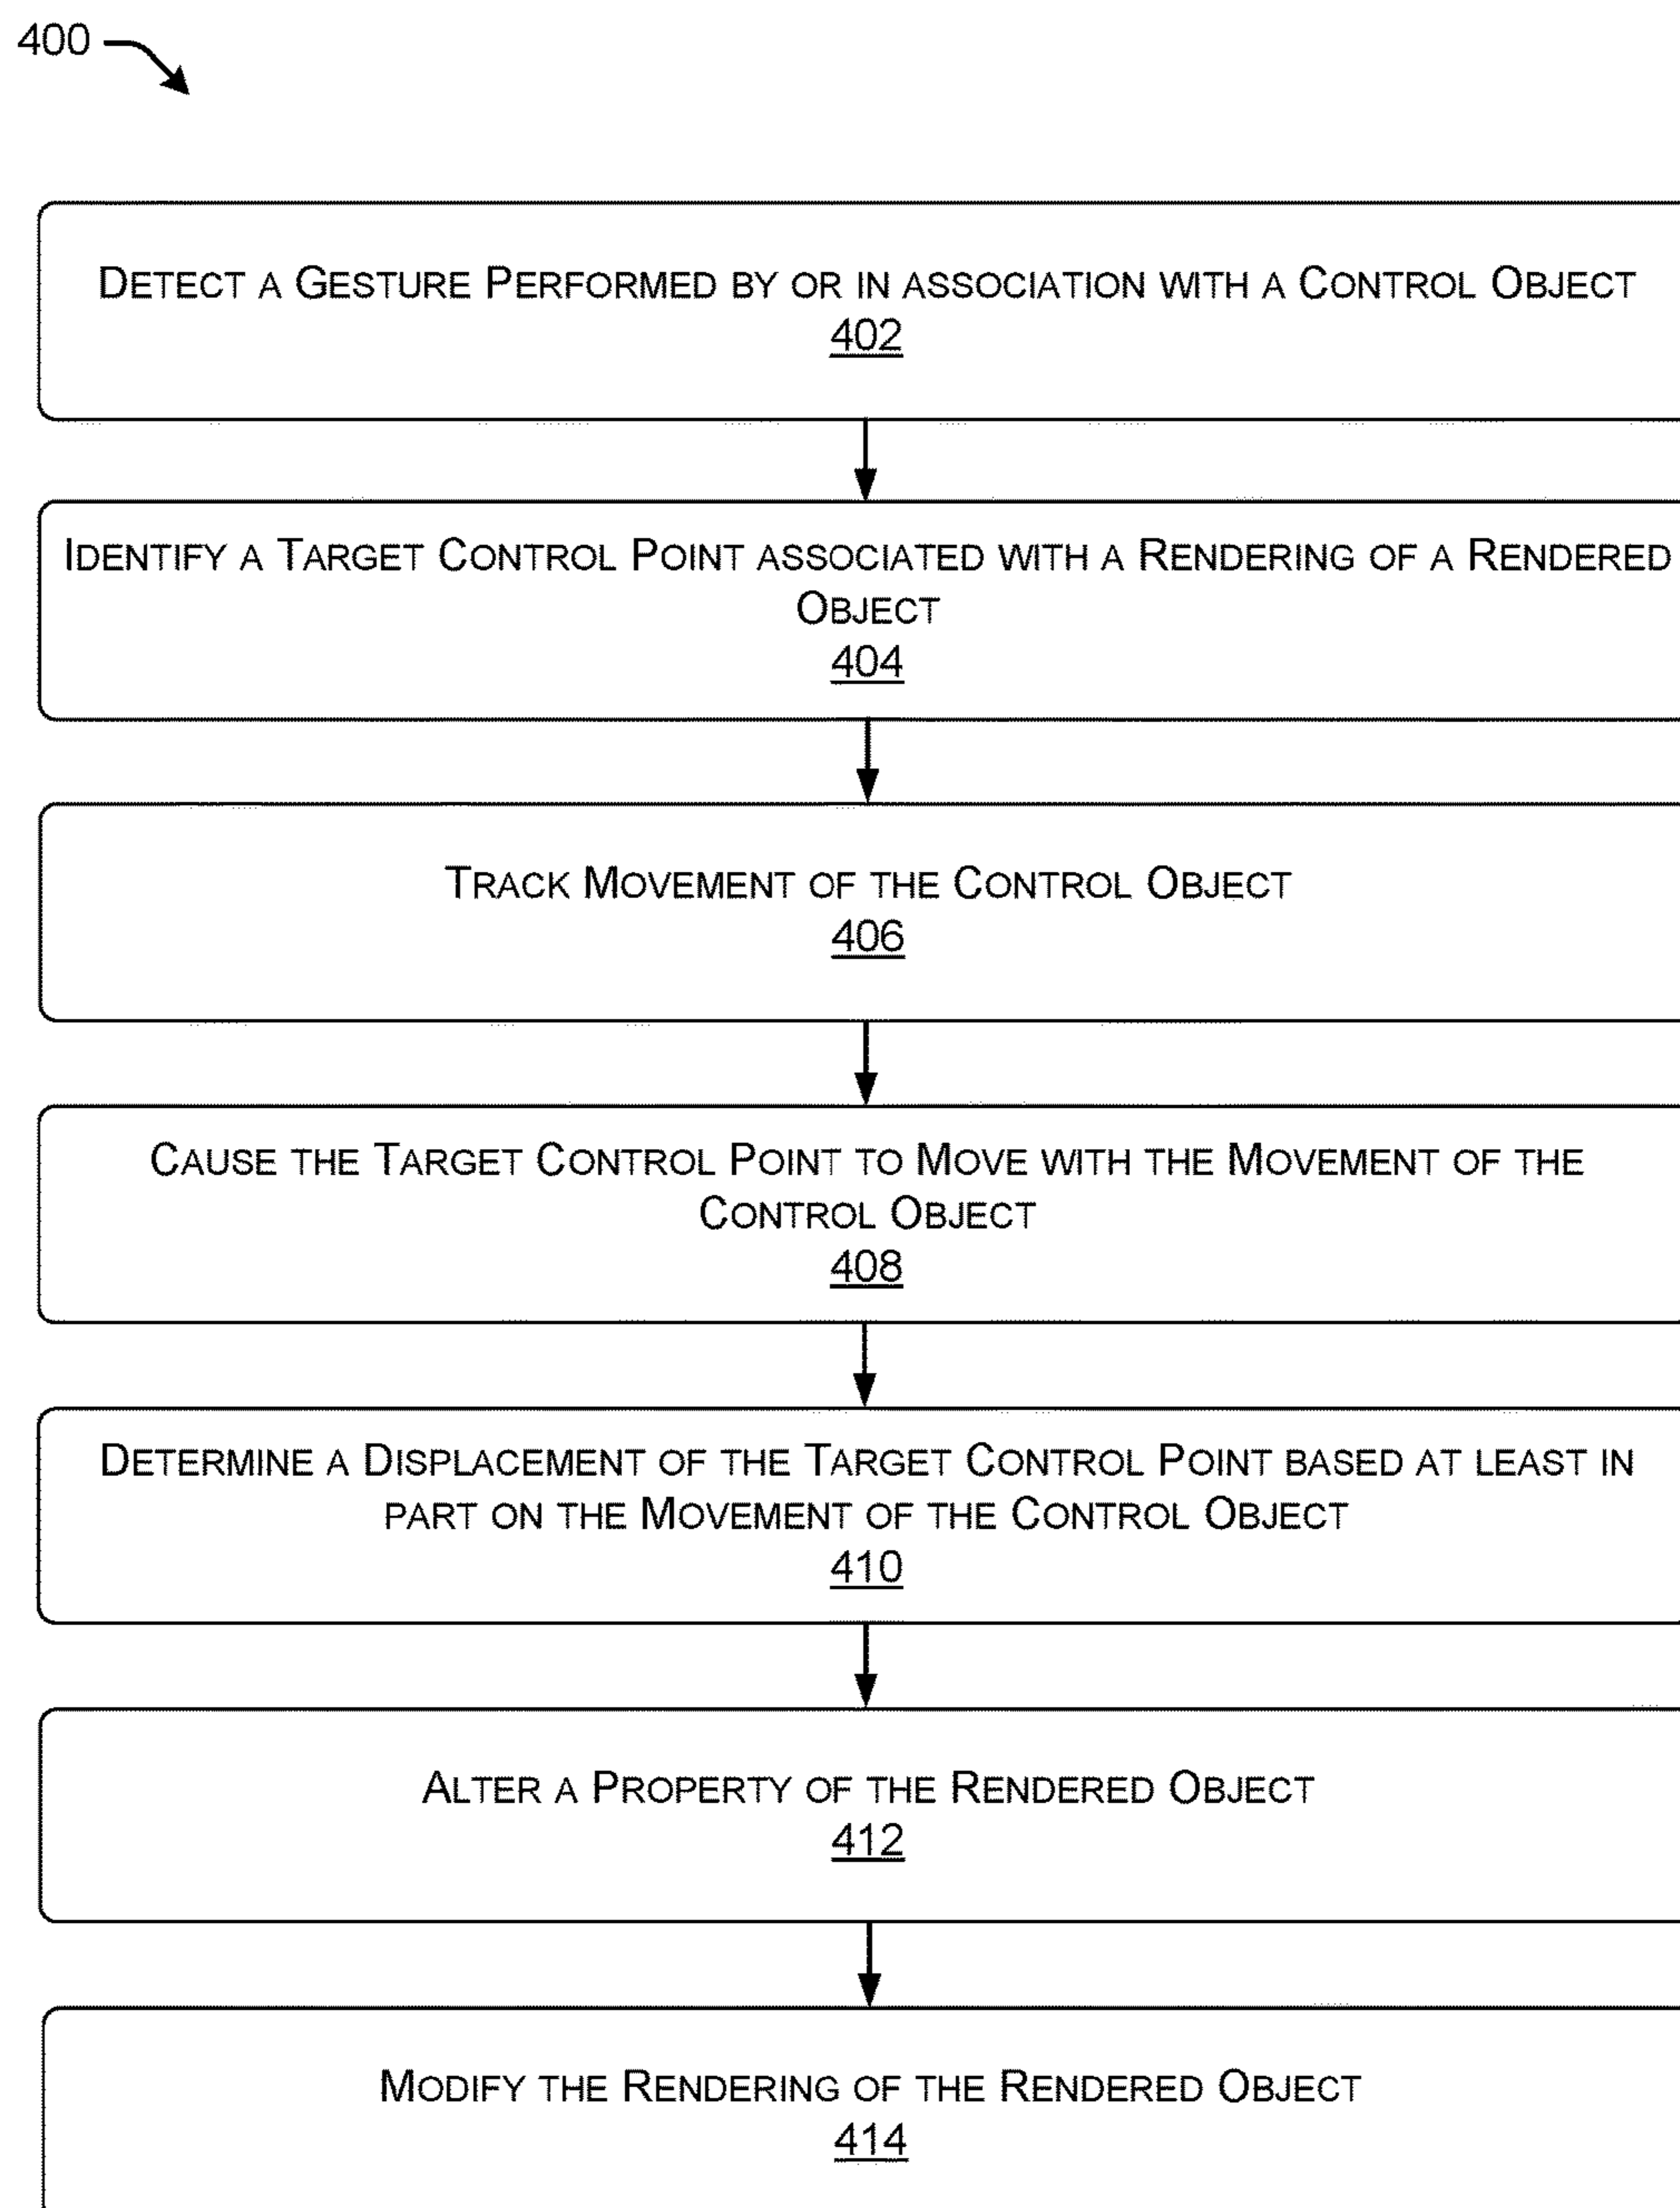 400
Detect a Gesture Performed by or in association with a Control Object
402
Identify a Target Control Point associated with a Rendering of a Rendered
Object
404
Track Movement of the Control Object
406
Cause the Target Control Point to Move with the Movement of the
Control Object
408
Determine a Displacement of the Target Control Point based at least in
part on the Movement of the Control Object
410
Alter a Property of the Rendered Object
412
Modify the Rendering of the Rendered Object
414